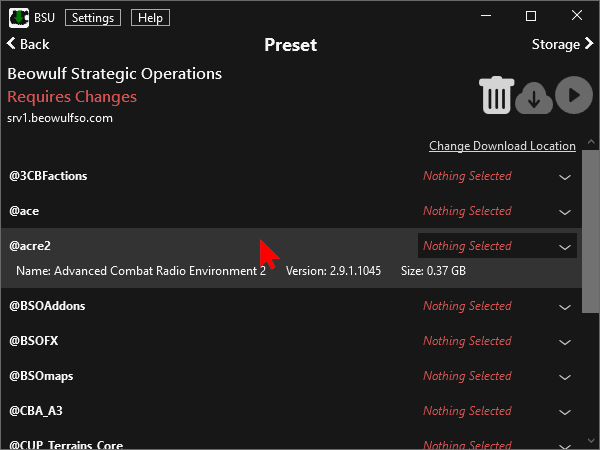 BSU Settings Help
Back Preset Storage
Beowulf Strategic Operations
Requires Changes
srv1.beowulfso.com
Change Download Location
@3CBFactions Nothing Selected
@ace Nothing Selected
@acre2 Nothing Selected
Name: Advanced Combat Radio Environment 2 Version: 2.9.1.1045 Size: 0.37 GB
@BSOAddons Nothing Selected
@BSOFX Nothing Selected
@BSOmaps Nothing Selected
@CBA_A3 Nothing Selected
@CUP_Terrains_Core Nothing Selected